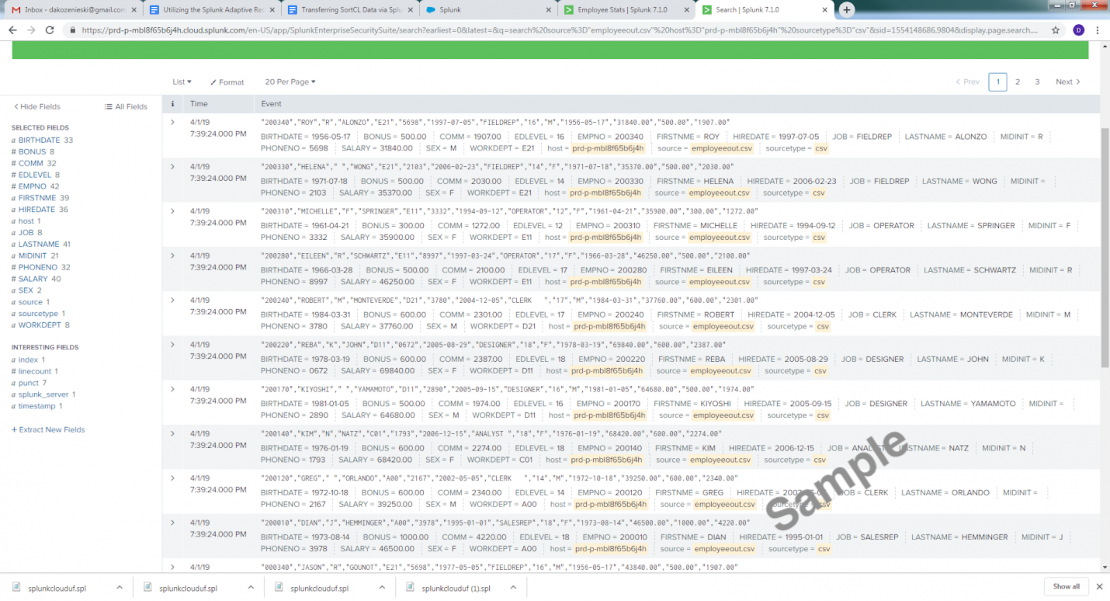 Gmail - dakozenieski@gmail.com
Utilizing the Splunk Adaptive Re
Transferring SortCL Data via Splu
Splunk
Employee Stats | Splunk 7.1.0
Search | Splunk 7.1.0
https://prd-p-mbl8f65b6j4h.cloud.splunk.com/en-US/app/SplunkEnterpriseSecuritySuite/search?earliest=0&latest=&q=search%20source%3D"employeeout.csv"%20host%3D"prd-p-mbl8f65b6j4h"%20sourcetype%3D"csv"&sid=1554148686.9804&display.page.search....
List Format 20 Per Page < Prev 1 2 3 Next >
< Hide Fields All Fields
i Time Event
SELECTED FIELDS
a BIRTHDATE 33
# BONUS 8
# COMM 32
# EDLEVEL 8
# EMPNO 42
a FIRSTNME 39
a HIREDATE 36
a host 1
a JOB 8
a LASTNAME 41
a MIDINIT 21
# PHONENO 32
# SALARY 40
a SEX 2
a source 1
a sourcetype 1
a WORKDEPT 8
INTERESTING FIELDS
a index 1
# linecount 1
a punct 7
a splunk_server 1
a timestamp 1
+ Extract New Fields
> 4/1/19
7:39:24.000 PM
"200340","ROY","R","ALONZO","E21","5698","1997-07-05","FIELDREP","16","M","1956-05-17","31840.00","500.00","1907.00"
BIRTHDATE = 1956-05-17 BONUS = 500.00 COMM = 1907.00 EDLEVEL = 16 EMPNO = 200340 FIRSTNME = ROY HIREDATE = 1997-07-05 JOB = FIELDREP LASTNAME = ALONZO MIDINIT = R
PHONENO = 5698 SALARY = 31840.00 SEX = M WORKDEPT = E21 host = prd-p-mbl8f65b6j4h source = employeeout.csv sourcetype = csv
> 4/1/19
7:39:24.000 PM
"200330","HELENA"," ","WONG","E21","2103","2006-02-23","FIELDREP","14","F","1971-07-18","35370.00","500.00","2030.00"
BIRTHDATE = 1971-07-18 BONUS = 500.00 COMM = 2030.00 EDLEVEL = 14 EMPNO = 200330 FIRSTNME = HELENA HIREDATE = 2006-02-23 JOB = FIELDREP LASTNAME = WONG MIDINIT =
PHONENO = 2103 SALARY = 35370.00 SEX = F WORKDEPT = E21 host = prd-p-mbl8f65b6j4h source = employeeout.csv sourcetype = csv
> 4/1/19
7:39:24.000 PM
"200310","MICHELLE","F","SPRINGER","E11","3332","1994-09-12","OPERATOR","12","F","1961-04-21","35900.00","300.00","1272.00"
BIRTHDATE = 1961-04-21 BONUS = 300.00 COMM = 1272.00 EDLEVEL = 12 EMPNO = 200310 FIRSTNME = MICHELLE HIREDATE = 1994-09-12 JOB = OPERATOR LASTNAME = SPRINGER MIDINIT = F
PHONENO = 3332 SALARY = 35900.00 SEX = F WORKDEPT = E11 host = prd-p-mbl8f65b6j4h source = employeeout.csv sourcetype = csv
> 4/1/19
7:39:24.000 PM
"200280","EILEEN","R","SCHWARTZ","E11","8997","1997-03-24","OPERATOR","17","F","1966-03-28","46250.00","500.00","2100.00"
BIRTHDATE = 1966-03-28 BONUS = 500.00 COMM = 2100.00 EDLEVEL = 17 EMPNO = 200280 FIRSTNME = EILEEN HIREDATE = 1997-03-24 JOB = OPERATOR LASTNAME = SCHWARTZ MIDINIT = R
PHONENO = 8997 SALARY = 46250.00 SEX = F WORKDEPT = E11 host = prd-p-mbl8f65b6j4h source = employeeout.csv sourcetype = csv
> 4/1/19
7:39:24.000 PM
"200240","ROBERT","M","MONTEVERDE","D21","3780","2004-12-05","CLERK   ","17","M","1984-03-31","37760.00","600.00","2301.00"
BIRTHDATE = 1984-03-31 BONUS = 600.00 COMM = 2301.00 EDLEVEL = 17 EMPNO = 200240 FIRSTNME = ROBERT HIREDATE = 2004-12-05 JOB = CLERK LASTNAME = MONTEVERDE MIDINIT = M
PHONENO = 3780 SALARY = 37760.00 SEX = M WORKDEPT = D21 host = prd-p-mbl8f65b6j4h source = employeeout.csv sourcetype = csv
> 4/1/19
7:39:24.000 PM
"200220","REBA","K","JOHN","D11","0672","2005-08-29","DESIGNER","18","F","1978-03-19","69840.00","600.00","2387.00"
BIRTHDATE = 1978-03-19 BONUS = 600.00 COMM = 2387.00 EDLEVEL = 18 EMPNO = 200220 FIRSTNME = REBA HIREDATE = 2005-08-29 JOB = DESIGNER LASTNAME = JOHN MIDINIT = K
PHONENO = 0672 SALARY = 69840.00 SEX = F WORKDEPT = D11 host = prd-p-mbl8f65b6j4h source = employeeout.csv sourcetype = csv
> 4/1/19
7:39:24.000 PM
"200170","KIYOSHI"," ","YAMAMOTO","D11","2890","2005-09-15","DESIGNER","16","M","1981-01-05","64680.00","500.00","1974.00"
BIRTHDATE = 1981-01-05 BONUS = 500.00 COMM = 1974.00 EDLEVEL = 16 EMPNO = 200170 FIRSTNME = KIYOSHI HIREDATE = 2005-09-15 JOB = DESIGNER LASTNAME = YAMAMOTO MIDINIT =
PHONENO = 2890 SALARY = 64680.00 SEX = M WORKDEPT = D11 host = prd-p-mbl8f65b6j4h source = employeeout.csv sourcetype = csv
> 4/1/19
7:39:24.000 PM
"200140","KIM","N","NATZ","C01","1793","2006-12-15","ANALYST ","18","F","1976-01-19","68420.00","600.00","2274.00"
BIRTHDATE = 1976-01-19 BONUS = 600.00 COMM = 2274.00 EDLEVEL = 18 EMPNO = 200140 FIRSTNME = KIM HIREDATE = 2006-12-15 JOB = ANALYST LASTNAME = NATZ MIDINIT = N
PHONENO = 1793 SALARY = 68420.00 SEX = F WORKDEPT = C01 host = prd-p-mbl8f65b6j4h source = employeeout.csv sourcetype = csv
> 4/1/19
7:39:24.000 PM
"200120","GREG"," ","ORLANDO","A00","2167","2002-05-05","CLERK   ","14","M","1972-10-18","39250.00","600.00","2340.00"
BIRTHDATE = 1972-10-18 BONUS = 600.00 COMM = 2340.00 EDLEVEL = 14 EMPNO = 200120 FIRSTNME = GREG HIREDATE = 2002-05-05 JOB = CLERK LASTNAME = ORLANDO MIDINIT =
PHONENO = 2167 SALARY = 39250.00 SEX = M WORKDEPT = A00 host = prd-p-mbl8f65b6j4h source = employeeout.csv sourcetype = csv
> 4/1/19
7:39:24.000 PM
"200010","DIAN","J","HEMMINGER","A00","3978","1995-01-01","SALESREP","18","F","1973-08-14","46500.00","1000.00","4220.00"
BIRTHDATE = 1973-08-14 BONUS = 1000.00 COMM = 4220.00 EDLEVEL = 18 EMPNO = 200010 FIRSTNME = DIAN HIREDATE = 1995-01-01 JOB = SALESREP LASTNAME = HEMMINGER MIDINIT = J
PHONENO = 3978 SALARY = 46500.00 SEX = F WORKDEPT = A00 host = prd-p-mbl8f65b6j4h source = employeeout.csv sourcetype = csv
> 4/1/19
"000340","JASON","R","GOUNOT","E21","5698","1977-05-05","FIELDREP","16","M","1956-05-17","43840.00","500.00","1907.00"
Sample
splunkclouduf.spl
splunkclouduf.spl
splunkclouduf.spl
splunkclouduf (1).spl
Show all